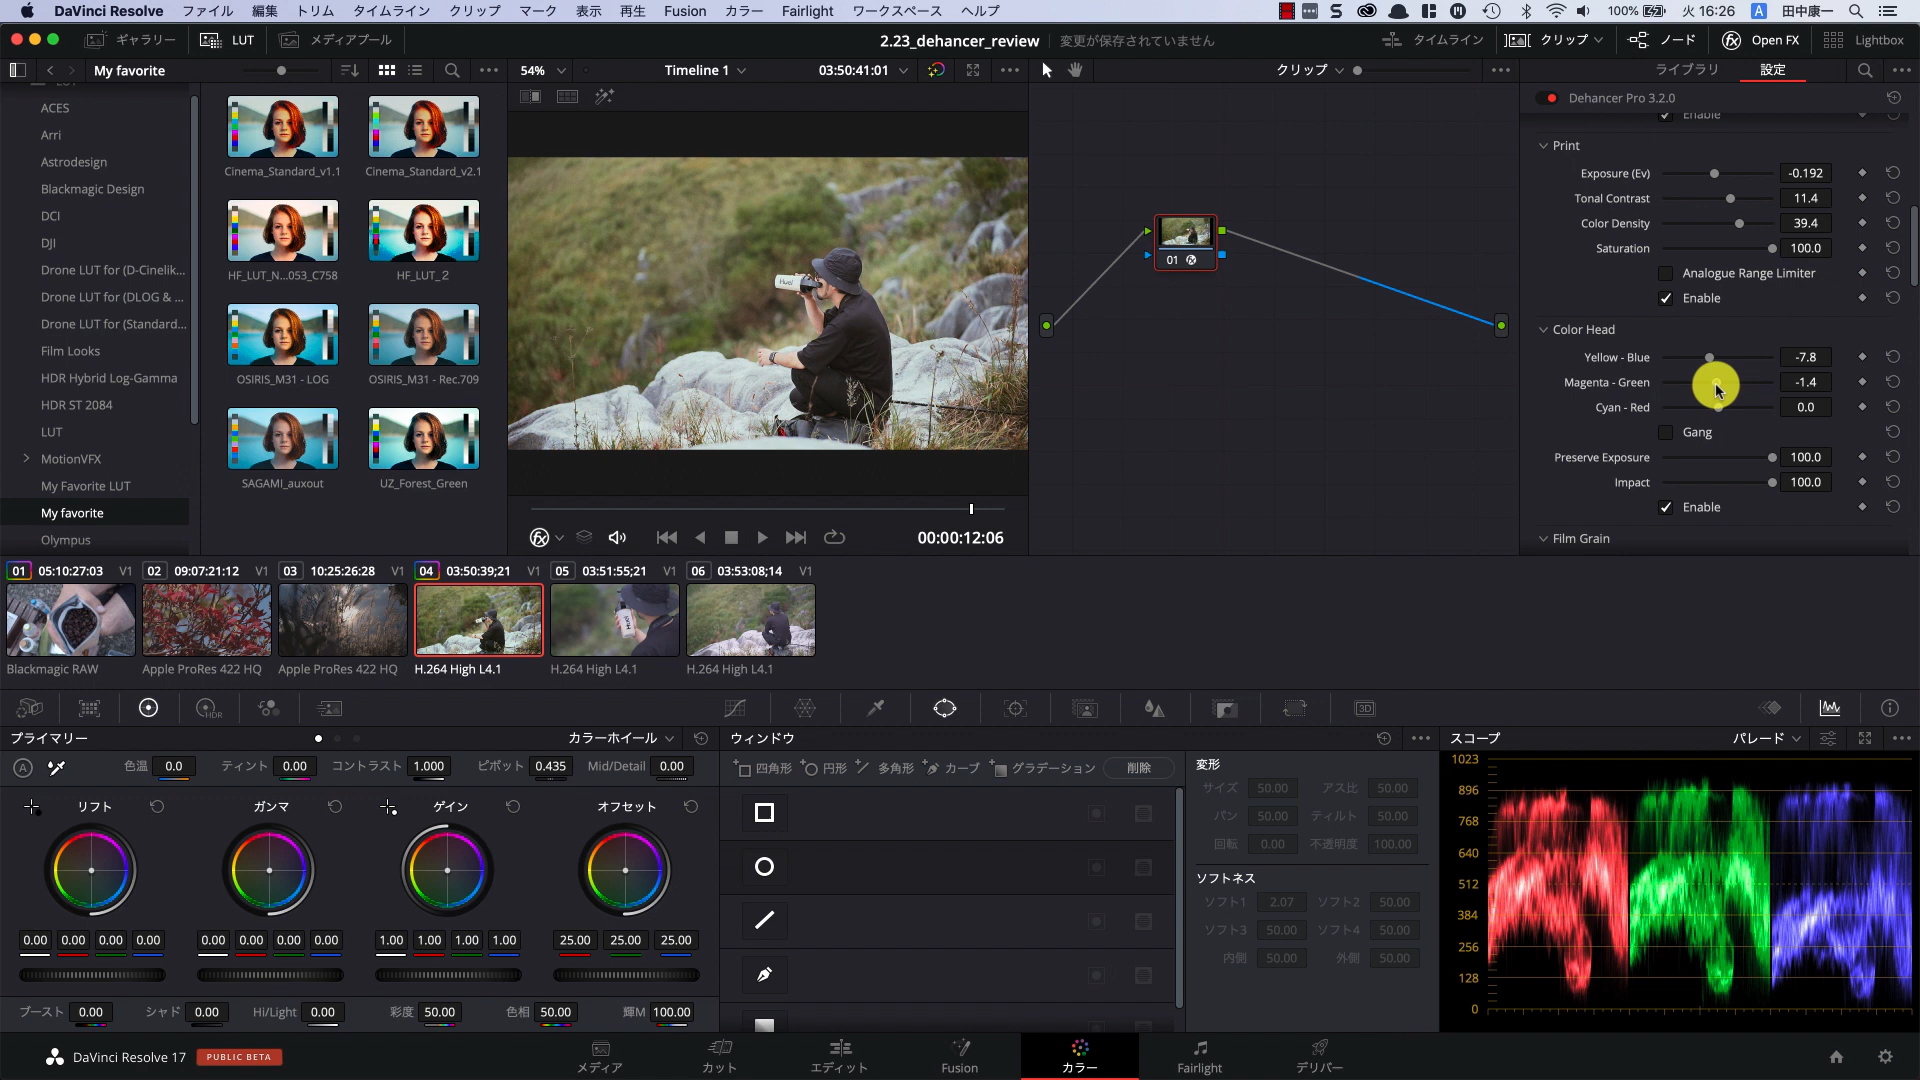 DaVinci Resolve ファイル 編集 トリム タイムライン クリップ マーク 表示 再生 Fusion カラー Fairlight ワークスペース ヘルプ 100% 火 16:26 A 田中康一
ギャラリー LUT メディアプール 2.23_dehancer_review 変更が保存されていません タイムライン クリップ ノード Open FX Lightbox
My favorite 54% Timeline 1 03:50:41:01 クリップ ライブラリ 設定
ACES
Arri
Astrodesign
Blackmagic Design
DCI
DJI
Drone LUT for (D-Cinelik...
Drone LUT for (DLOG & ...
Drone LUT for (Standard...
Film Looks
HDR Hybrid Log-Gamma
HDR ST 2084
LUT
MotionVFX
My Favorite LUT
My favorite
Olympus
Cinema_Standard_v1.1 Cinema_Standard_v2.1
HF_LUT_N...053_C758 HF_LUT_2
OSIRIS_M31 - LOG OSIRIS_M31 - Rec.709
SAGAMI_auxout UZ_Forest_Green
Huel
00:00:12:06
01
Dehancer Pro 3.2.0
Enable
Print
Exposure (Ev) -0.192
Tonal Contrast 11.4
Color Density 39.4
Saturation 100.0
Analogue Range Limiter
Enable
Color Head
Yellow - Blue -7.8
Magenta - Green -1.4
Cyan - Red 0.0
Gang
Preserve Exposure 100.0
Impact 100.0
Enable
Film Grain
01 05:10:27:03 V1 02 09:07:21:12 V1 03 10:25:26:28 V1 04 03:50:39;21 V1 05 03:51:55;21 V1 06 03:53:08;14 V1
Huel
Blackmagic RAW Apple ProRes 422 HQ Apple ProRes 422 HQ H.264 High L4.1 H.264 High L4.1 H.264 High L4.1
HDR 3D
プライマリー カラーホイール
A 色温 0.0 ティント 0.00 コントラスト 1.000 ピボット 0.435 Mid/Detail 0.00
リフト ガンマ ゲイン オフセット
0.00 0.00 0.00 0.00 0.00 0.00 0.00 0.00 1.00 1.00 1.00 1.00 25.00 25.00 25.00
ブースト 0.00 シャド 0.00 Hi/Light 0.00 彩度 50.00 色相 50.00 輝M 100.00
ウィンドウ
四角形 円形 多角形 カーブ グラデーション 削除
変形
サイズ 50.00 アス比 50.00
パン 50.00 ティルト 50.00
回転 0.00 不透明度 100.00
ソフトネス
ソフト1 2.07 ソフト2 50.00
ソフト3 50.00 ソフト4 50.00
内側 50.00 外側 50.00
スコープ パレード
1023
896
768
640
512
384
256
128
0
DaVinci Resolve 17 PUBLIC BETA メディア カット エディット Fusion カラー Fairlight デリバー